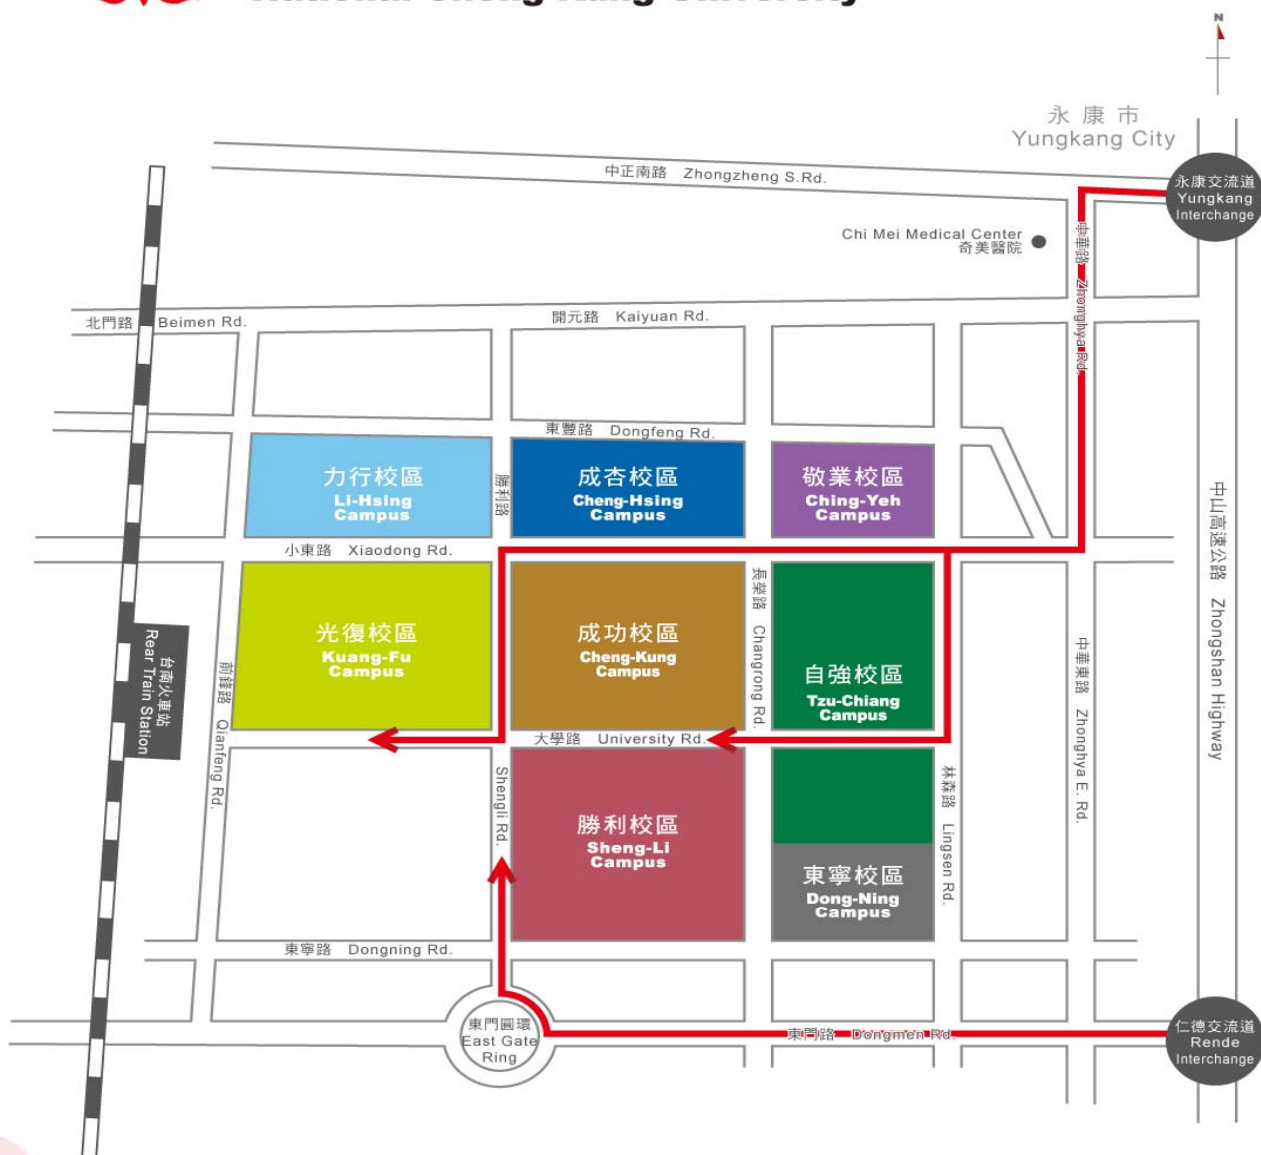 National Cheng Kung University
N
永康市
Yungkang City
中正南路 Zhongzheng S.Rd.
永康交流道
Yungkang
Interchange
Chi Mei Medical Center
奇美醫院
中華路 Zhonghya Rd.
北門路 Beimen Rd.
開元路 Kaiyuan Rd.
東豐路 Dongfeng Rd.
力行校區
Li-Hsing
Campus
勝利路
成杏校區
Cheng-Hsing
Campus
敬業校區
Ching-Yeh
Campus
中山高速公路 Zhongshan Highway
小東路 Xiaodong Rd.
光復校區
Kuang-Fu
Campus
成功校區
Cheng-Kung
Campus
長榮路 Changrong Rd.
自強校區
Tzu-Chiang
Campus
中華東路 Zhonghya E. Rd.
台南火車站
Rear Train Station
前鋒路 Qianfeng Rd.
大學路 University Rd.
Shengli Rd.
勝利校區
Sheng-Li
Campus
林森路 Lingsen Rd.
東寧校區
Dong-Ning
Campus
東寧路 Dongning Rd.
東門圓環
East Gate
Ring
東門路 Dongmen Rd.
仁德交流道
Rende
Interchange